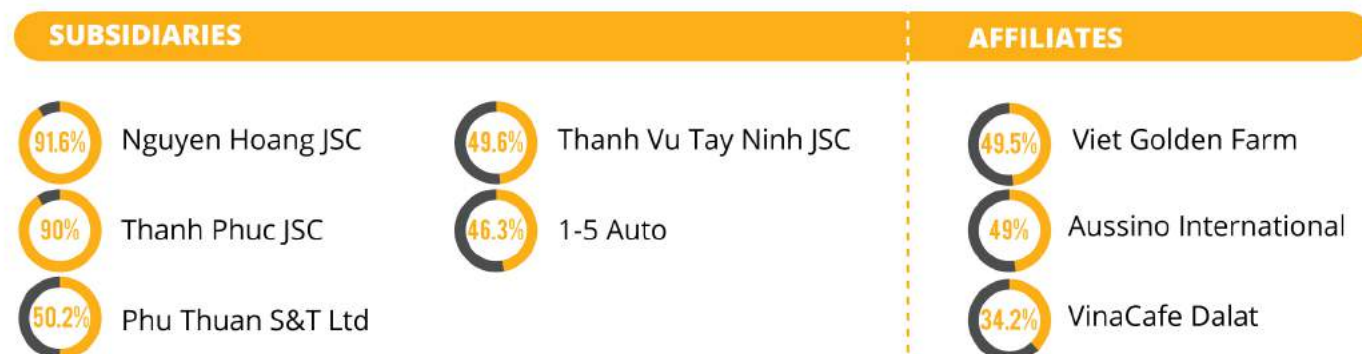 SUBSIDIARIES
91.6% Nguyen Hoang JSC
90% Thanh Phuc JSC
50.2% Phu Thuan S&T Ltd
49.6% Thanh Vu Tay Ninh JSC
46.3% 1-5 Auto
AFFILIATES
49.5% Viet Golden Farm
49% Aussino International
34.2% VinaCafe Dalat